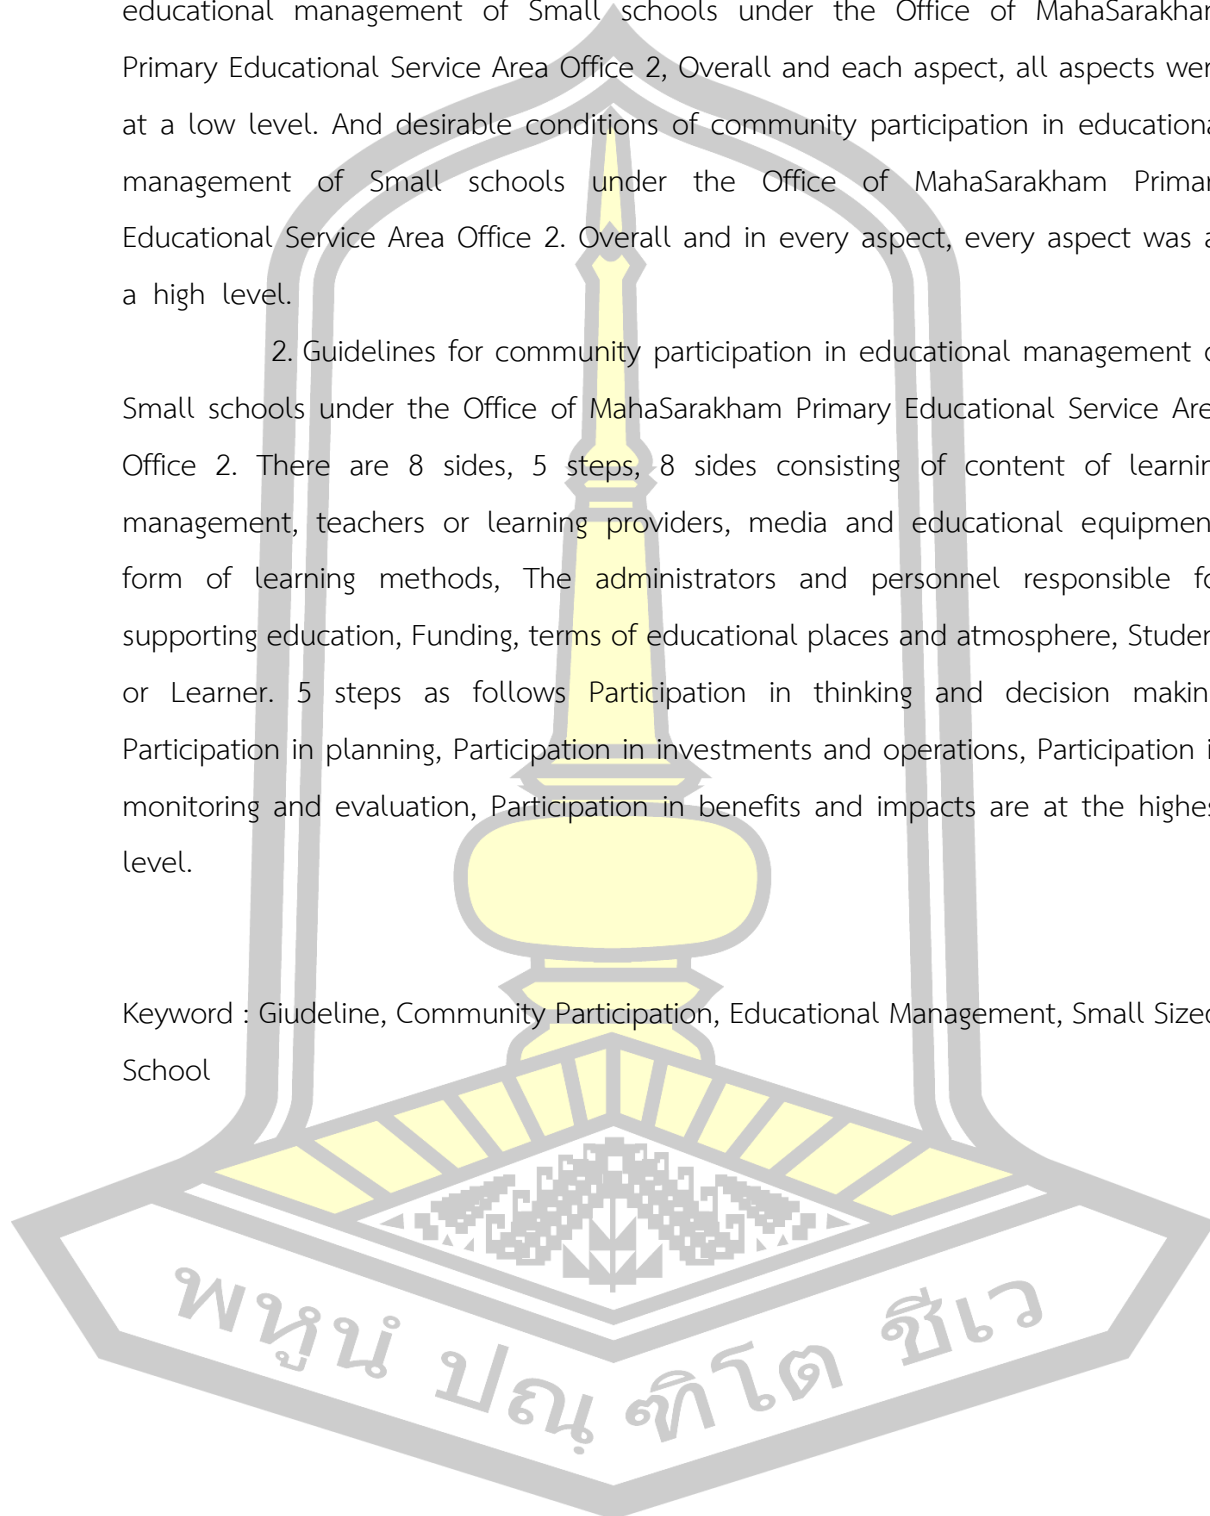 educational management of Small schools under the Office of MahaSarakham
Primary Educational Service Area Office 2, Overall and each aspect, all aspects wer
at a low level. And desirable conditions of community participation in educationa
management of Small schools under the Office of MahaSarakham Primar
Educational Service Area Office 2. Overall and in every aspect, every aspect was a
a high level.
2. Guidelines for community participation in educational management o
Small schools under the Office of MahaSarakham Primary Educational Service Are
Office 2. There are 8 sides, 5 steps, 8 sides consisting of content of learnin
management, teachers or learning providers, media and educational equipmen
form of learning methods, The administrators and personnel responsible fo
supporting education, Funding, terms of educational places and atmosphere, Studen
or Learner. 5 steps as follows Participation in thinking and decision makin
Participation in planning, Participation in investments and operations, Participation i
monitoring and evaluation, Participation in benefits and impacts are at the highes
level.
Keyword : Giudeline, Community Participation, Educational Management, Small Sized
School
พหูนํ ปณฺฑิโต ชีเว